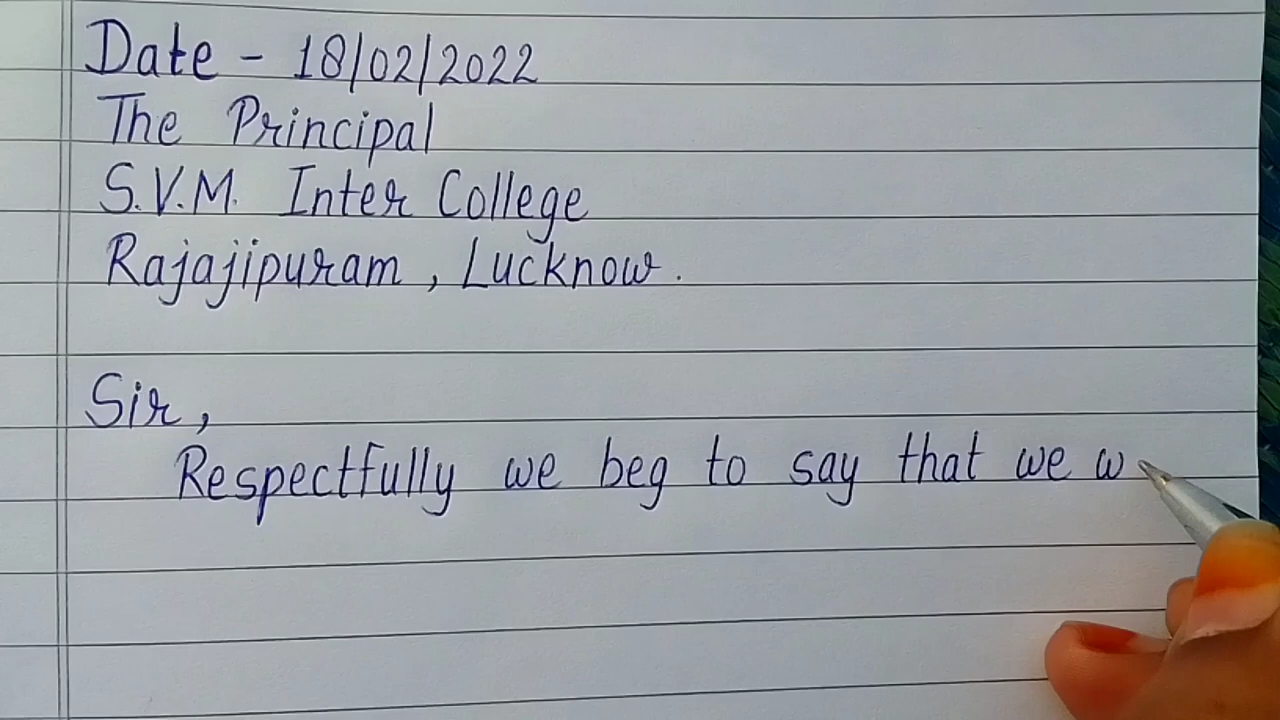 Date - 18/02/2022
The Principal
S.V.M. Inter College
Rajajipuram, Lucknow.
Sir,
Respectfully we beg to say that we w